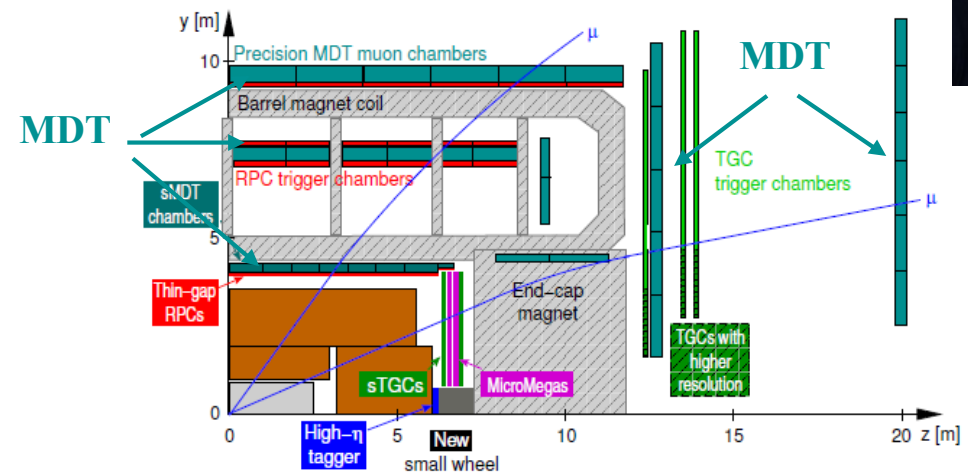 y [m]
10
5
0
Precision MDT muon chambers
μ
Barrel magnet coil
MDT
MDT
RPC trigger chambers
sMDT
chambers
TGC
trigger chambers
μ
Thin-gap
RPCs
End-cap
magnet
TGCs with
higher
resolution
sTGCs
MicroMegas
0
5
10
15
20
z [m]
High-η
tagger
New
small wheel